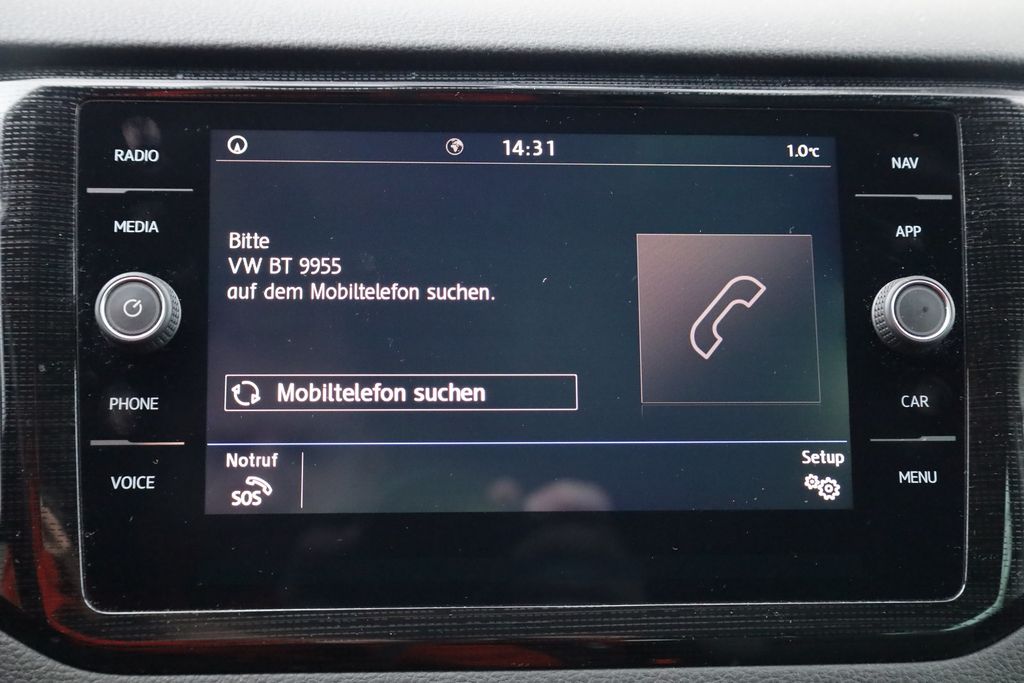 RADIO
MEDIA
PHONE
VOICE
14:31
1.0°C
Bitte
VW BT 9955
auf dem Mobiltelefon suchen.
Mobiltelefon suchen
Notruf
SOS
Setup
NAV
APP
CAR
MENU